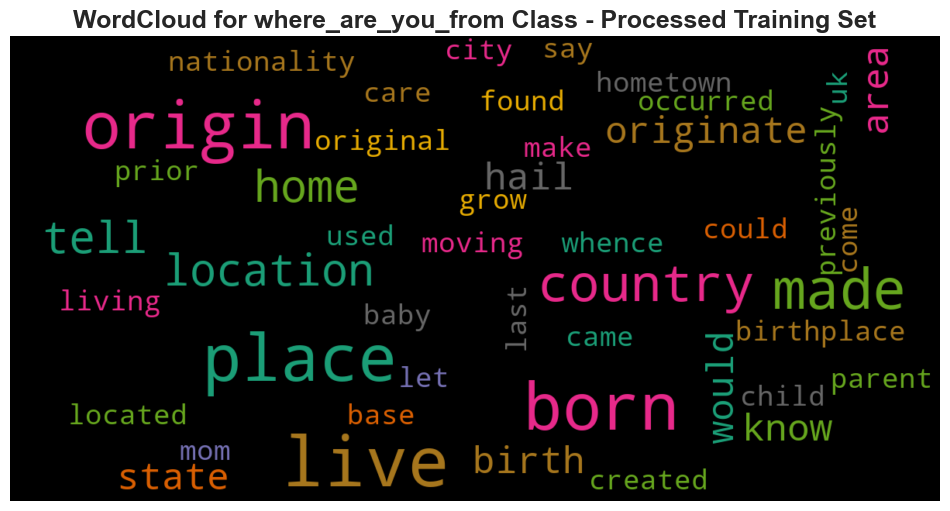 WordCloud for where_are_you_from Class - Processed Training Set
city say
nationality
hometown
area
uk
care
found
occurred
origin
original
originate
make
prior
hail
home
grow
previously
come
tell
used
moving
whence
could
location
country
made
living
baby
last
came
birthplace
place
would
let
child
parent
located
base
born
know
mom
live
birth
state
created